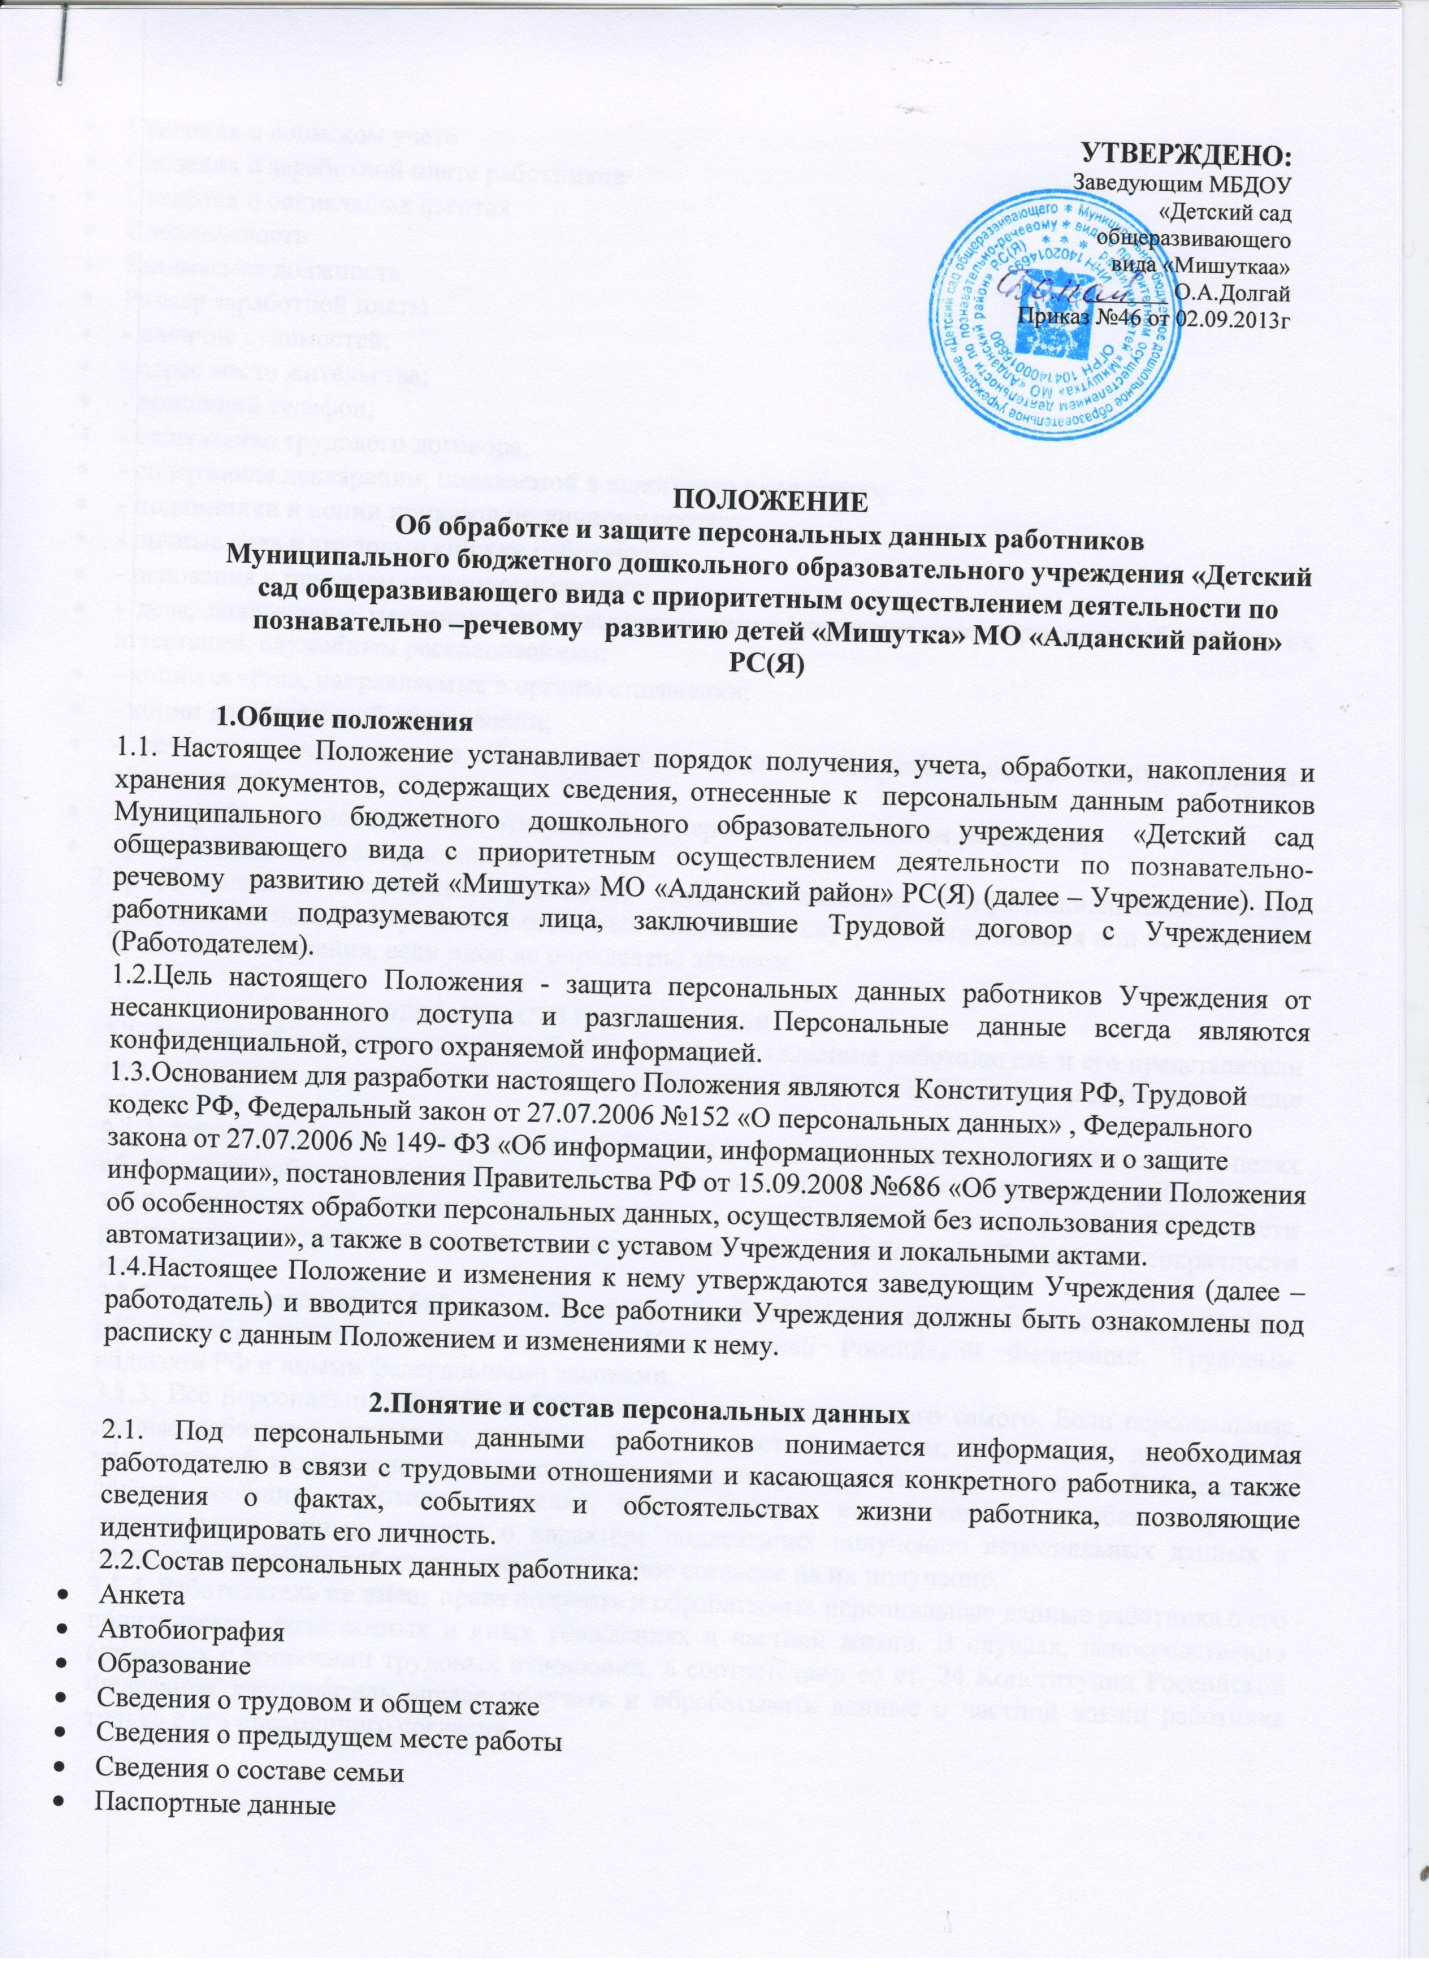 УТВЕРЖДЕНО:
Заведующим МБДОУ
«Детский сад
общеразвивающего
вида «Мишуткаа»
О.А.Долгай
Приказ №46 от 02.09.2013г
ПОЛОЖЕНИЕ
Об обработке и защите персональных данных работников
Муниципального бюджетного дошкольного образовательного учреждения «Детский
сад общеразвивающего вида с приоритетным осуществлением деятельности по
познавательно –речевому развитию детей «Мишутка» МО «Алданский район»
РС(Я)
1.Общие положения
1.1. Настоящее Положение устанавливает порядок получения, учета, обработки, накопления и
хранения документов, содержащих сведения, отнесенные к персональным данным работников
Муниципального бюджетного дошкольного образовательного учреждения «Детский сад
общеразвивающего вида с приоритетным осуществлением деятельности по познавательно-
речевому развитию детей «Мишутка» МО «Алданский район» РС(Я) (далее – Учреждение). Под
работниками подразумеваются лица, заключившие Трудовой договор с Учреждением
(Работодателем).
1.2.Цель настоящего Положения - защита персональных данных работников Учреждения от
несанкционированного доступа и разглашения. Персональные данные всегда являются
конфиденциальной, строго охраняемой информацией.
1.3.Основанием для разработки настоящего Положения являются Конституция РФ, Трудовой
кодекс РФ, Федеральный закон от 27.07.2006 №152 «О персональных данных» , Федерального
закона от 27.07.2006 № 149- ФЗ «Об информации, информационных технологиях и о защите
информации», постановления Правительства РФ от 15.09.2008 №686 «Об утверждении Положения
об особенностях обработки персональных данных, осуществляемой без использования средств
автоматизации», а также в соответствии с уставом Учреждения и локальными актами.
1.4.Настоящее Положение и изменения к нему утверждаются заведующим Учреждения (далее –
работодатель) и вводится приказом. Все работники Учреждения должны быть ознакомлены под
расписку с данным Положением и изменениями к нему.
2.Понятие и состав персональных данных
2.1. Под персональными данными работников понимается информация, необходимая
работодателю в связи с трудовыми отношениями и касающаяся конкретного работника, а также
сведения о фактах, событиях и обстоятельствах жизни работника, позволяющие
идентифицировать его личность.
2.2.Состав персональных данных работника:
• Анкета
• Автобиография
• Образование
• Сведения о трудовом и общем стаже
• Сведения о предыдущем месте работы
• Сведения о составе семьи
• Паспортные данные